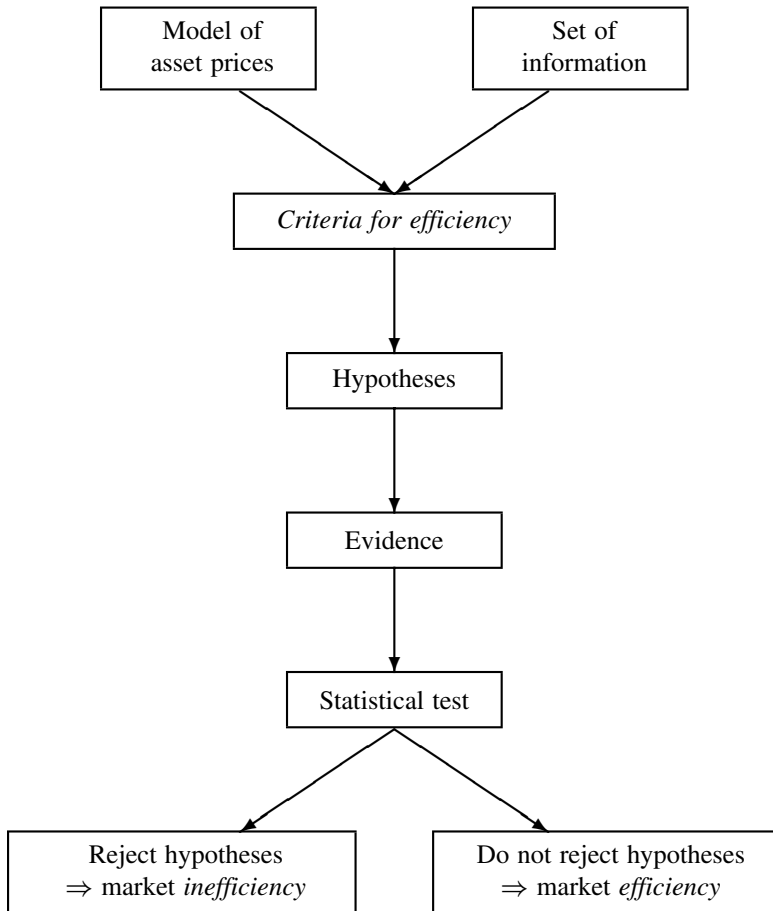 Model of
asset prices
Set of
information
Criteria for efficiency
Hypotheses
Evidence
Statistical test
Reject hypotheses
⇒ market inefficiency
Do not reject hypotheses
⇒ market efficiency